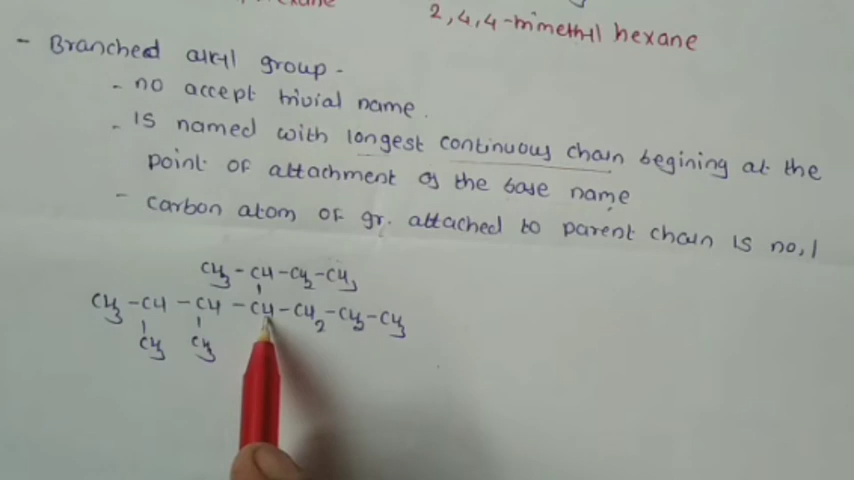 hexane
2,4,4-trimethyl hexane
- Branched alkyl group -
- no accept trivial name.
- is named with longest continuous chain begining at the
point of attachment as the base name
- carbon atom of gr. attached to parent chain is no,1
CH3-CH-CH2-CH3
CH3-CH-CH-CH-CH2-CH2-CH3
CH3 CH3